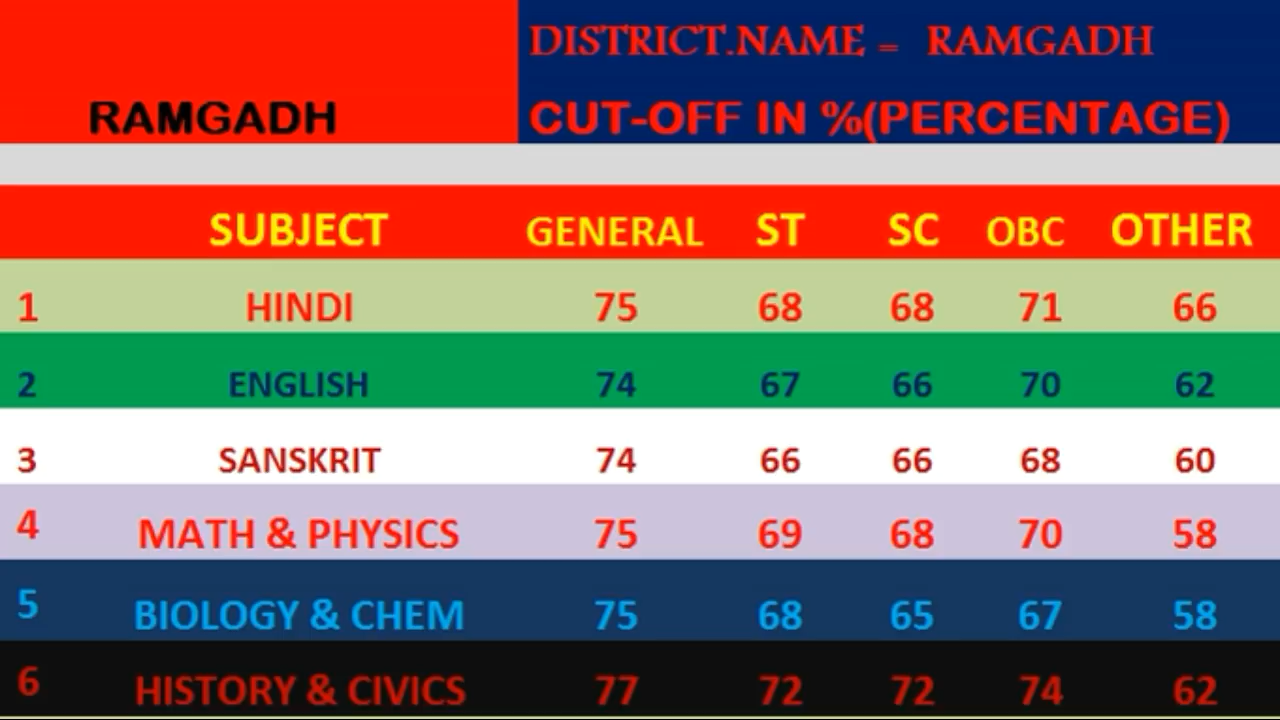 DISTRICT.NAME = RAMGADH
RAMGADH CUT-OFF IN %(PERCENTAGE)
SUBJECT GENERAL ST SC OBC OTHER
1 HINDI 75 68 68 71 66
2 ENGLISH 74 67 66 70 62
3 SANSKRIT 74 66 66 68 60
4 MATH & PHYSICS 75 69 68 70 58
5 BIOLOGY & CHEM 75 68 65 67 58
6 HISTORY & CIVICS 77 72 72 74 62